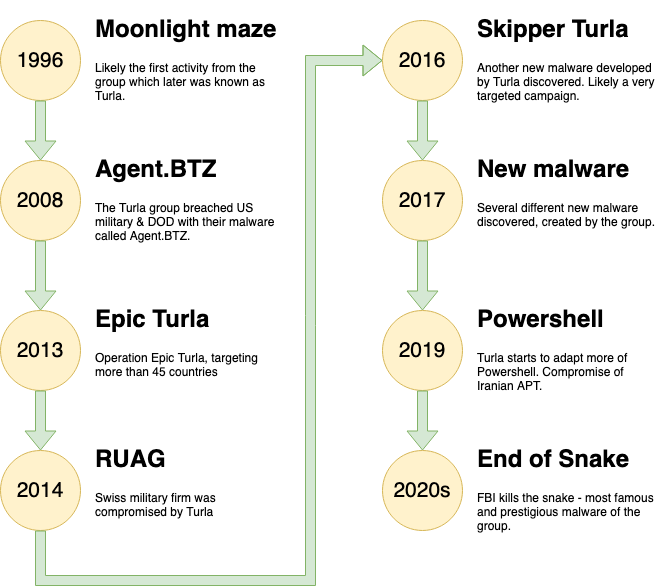 1996
Moonlight maze
Likely the first activity from the
group which later was known as
Turla.
2008
Agent.BTZ
The Turla group breached US
military & DOD with their malware
called Agent.BTZ.
2013
Epic Turla
Operation Epic Turla, targeting
more than 45 countries
2014
RUAG
Swiss military firm was
compromised by Turla
2016
Skipper Turla
Another new malware developed
by Turla discovered. Likely a very
targeted campaign.
2017
New malware
Several different new malware
discovered, created by the group.
2019
Powershell
Turla starts to adapt more of
Powershell. Compromise of
Iranian APT.
2020s
End of Snake
FBI kills the snake - most famous
and prestigious malware of the
group.